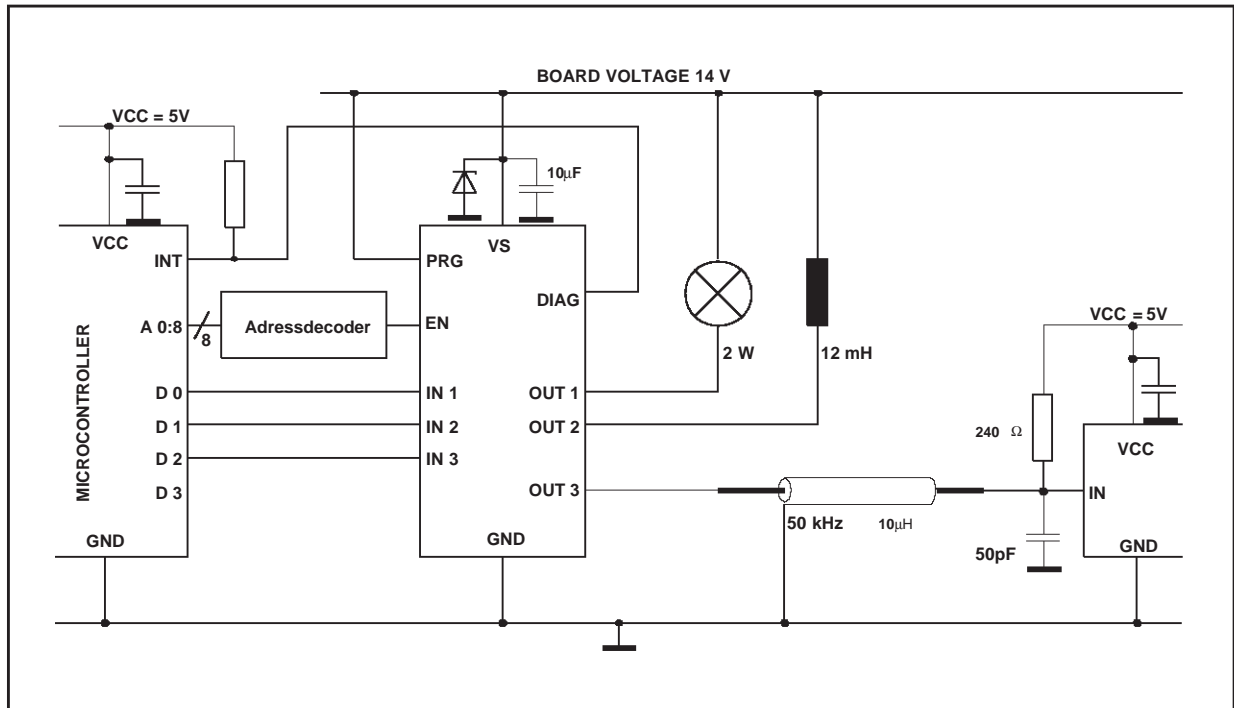 BOARD VOLTAGE 14 V
VCC = 5V
10µF
VCC
INT
A 0:8
8
Adressdecoder
MICROCONTROLLER
D 0
D 1
D 2
D 3
GND
VS
PRG
EN
IN 1
IN 2
IN 3
DIAG
OUT 1
OUT 2
OUT 3
GND
2 W
12 mH
50 kHz
10µH
VCC = 5V
240 Ω
50pF
VCC
IN
GND